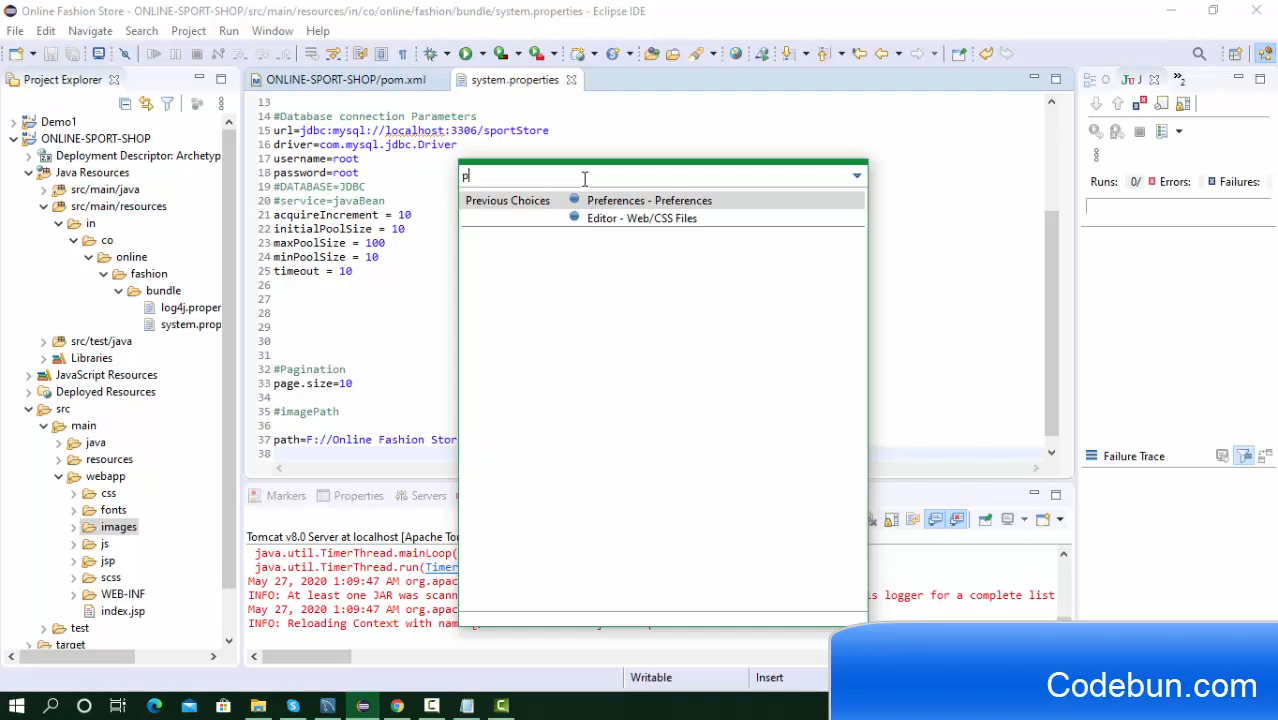 Online Fashion Store - ONLINE-SPORT-SHOP/src/main/resources/in/co/online/fashion/bundle/system.properties - Eclipse IDE
File Edit Navigate Search Project Run Window Help
Project Explorer
ONLINE-SPORT-SHOP/pom.xml
system.properties
Ju J
Demo1
ONLINE-SPORT-SHOP
Deployment Descriptor: Archetyp
Java Resources
src/main/java
src/main/resources
in
co
online
fashion
bundle
log4j.proper
system.prop
src/test/java
Libraries
JavaScript Resources
Deployed Resources
src
main
java
resources
webapp
css
fonts
images
js
jsp
scss
WEB-INF
index.jsp
test
target
13
14 #Database connection Parameters
15 url=jdbc:mysql://localhost:3306/sportStore
16 driver=com.mysql.jdbc.Driver
17 username=root
18 password=root
19 #DATABASE=JDBC
20 #service=javaBean
21 acquireIncrement = 10
22 initialPoolSize = 10
23 maxPoolSize = 100
24 minPoolSize = 10
25 timeout = 10
26
27
28
29
30
31
32 #Pagination
33 page.size=10
34
35 #imagePath
36
37 path=F://Online Fashion Stor
38
p
Previous Choices Preferences - Preferences
Editor - Web/CSS Files
Runs: 0/ Errors: Failures:
Failure Trace
Markers Properties Servers
Tomcat v8.0 Server at localhost [Apache To
java.util.TimerThread.mainLoop(
java.util.TimerThread.run(Timer
May 27, 2020 1:09:47 AM org.apac
INFO: At least one JAR was scann
is logger for a complete list
May 27, 2020 1:09:47 AM org.apac
INFO: Reloading Context with nam
Writable Insert
Codebun.com